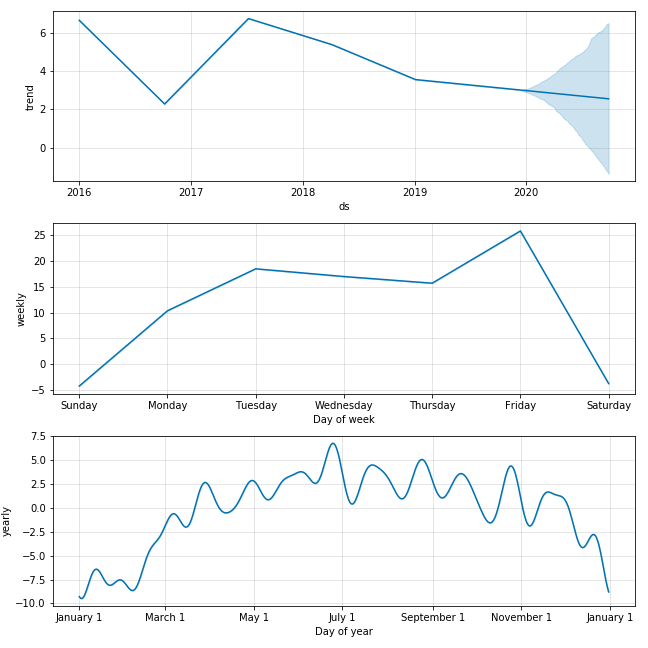 6
4
2
0
trend
2016 2017 2018 2019 2020
ds
25
20
15
10
5
0
−5
weekly
Sunday Monday Tuesday Wednesday Thursday Friday Saturday
Day of week
7.5
5.0
2.5
0.0
−2.5
−5.0
−7.5
−10.0
yearly
January 1 March 1 May 1 July 1 September 1 November 1 January 1
Day of year